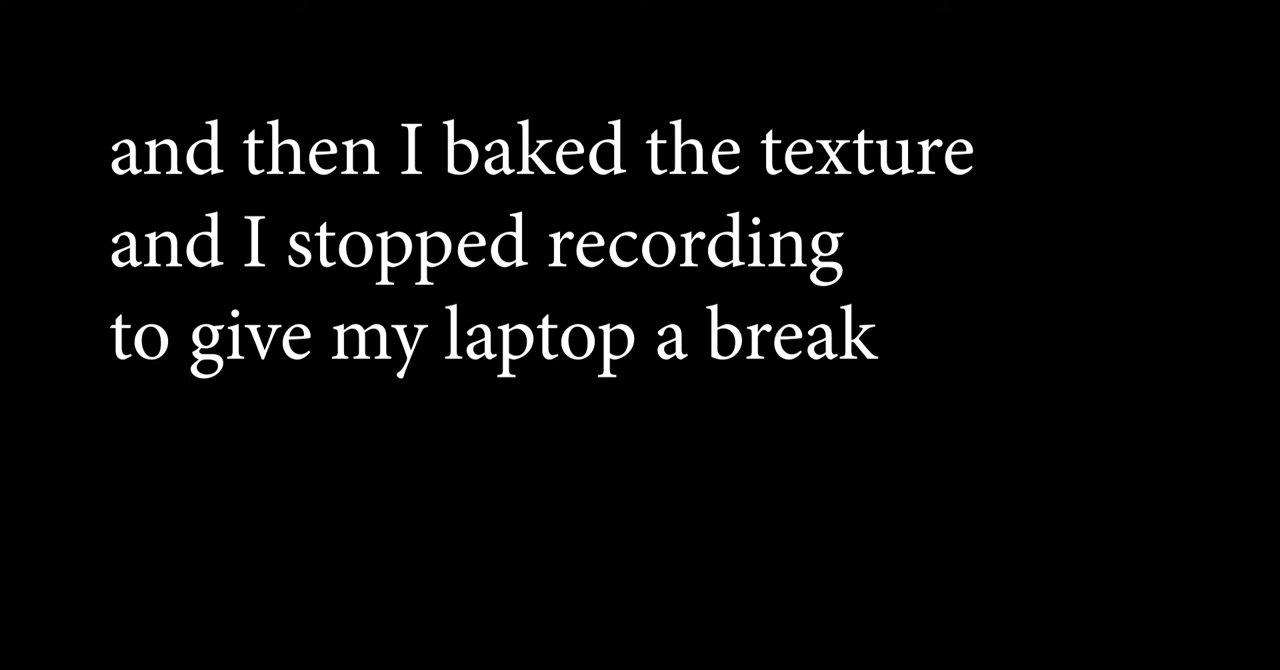 and then I baked the texture
and I stopped recording
to give my laptop a break